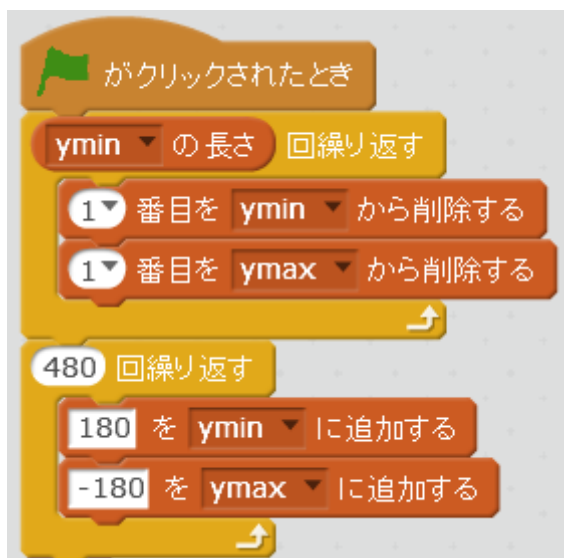 がクリックされたとき
ymin の長さ 回繰り返す
1 番目を ymin から削除する
1 番目を ymax から削除する
480 回繰り返す
180 を ymin に追加する
-180 を ymax に追加する